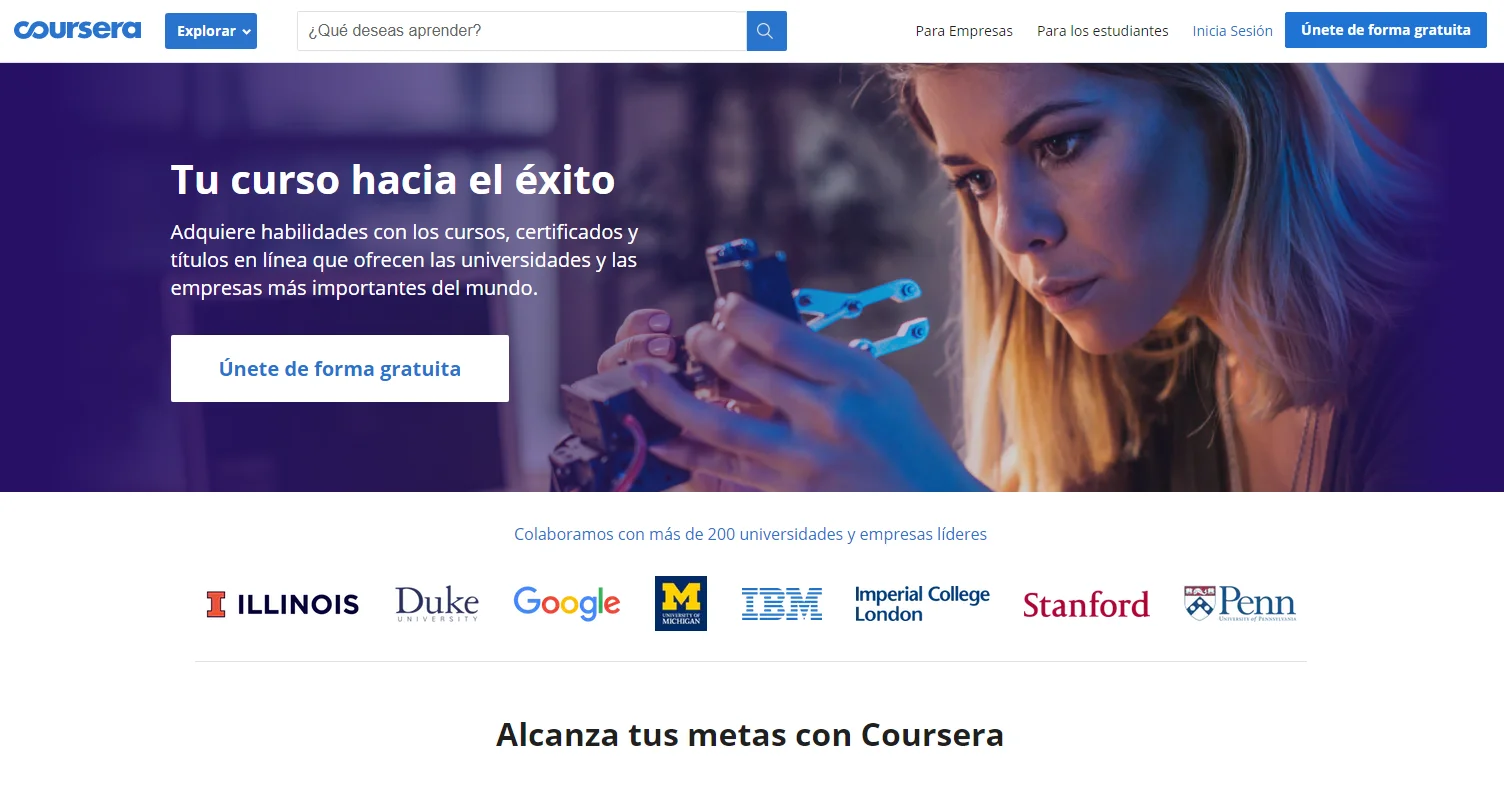 coursera
Explorar
¿Qué deseas aprender?
Para Empresas
Para los estudiantes
Inicia Sesión
Únete de forma gratuita
Tu curso hacia el éxito
Adquiere habilidades con los cursos, certificados y
títulos en línea que ofrecen las universidades y las
empresas más importantes del mundo.
Únete de forma gratuita
Colaboramos con más de 200 universidades y empresas líderes
I ILLINOIS
Duke
UNIVERSITY
Google
M
UNIVERSITY OF
MICHIGAN
IBM
Imperial College
London
Stanford
Penn
UNIVERSITY of PENNSYLVANIA
Alcanza tus metas con Coursera